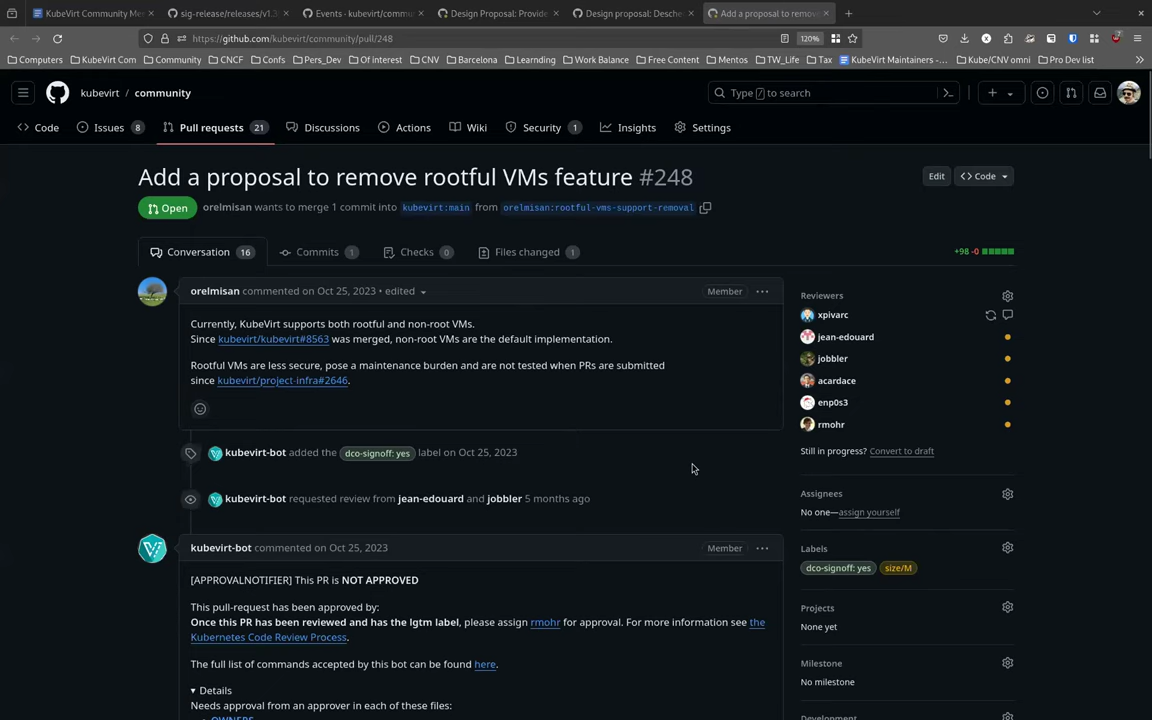 KubeVirt Community Me
sig-release/releases/v1.3
Events · kubevirt/commu
Design Proposal: Provide
Design proposal: Desche
Add a proposal to remove
https://github.com/kubevirt/community/pull/248
120%
Computers
KubeVirt Com
Community
CNCF
Confs
Pers_Dev
Of interest
CNV
Barcelona
Learnding
Work Balance
Free Content
Mentos
TW_Life
Tax
KubeVirt Maintainers -...
Kube/CNV omni
Pro Dev list
kubevirt / community
Type / to search
Code
Issues 8
Pull requests 21
Discussions
Actions
Wiki
Security 1
Insights
Settings
Add a proposal to remove rootful VMs feature #248
Edit
<> Code
Open
orelmisan wants to merge 1 commit into kubevirt:main from orelmisan:rootful-vms-support-removal
Conversation 16
Commits 1
Checks 0
Files changed 1
+98 -0
orelmisan commented on Oct 25, 2023 • edited
Member
Currently, KubeVirt supports both rootful and non-root VMs.
Since kubevirt/kubevirt#8563 was merged, non-root VMs are the default implementation.
Rootful VMs are less secure, pose a maintenance burden and are not tested when PRs are submitted
since kubevirt/project-infra#2646.
kubevirt-bot added the dco-signoff: yes label on Oct 25, 2023
kubevirt-bot requested review from jean-edouard and jobbler 5 months ago
kubevirt-bot commented on Oct 25, 2023
Member
[APPROVALNOTIFIER] This PR is NOT APPROVED
This pull-request has been approved by:
Once this PR has been reviewed and has the lgtm label, please assign rmohr for approval. For more information see the
Kubernetes Code Review Process.
The full list of commands accepted by this bot can be found here.
Details
Needs approval from an approver in each of these files:
OWNERS
Reviewers
xpivarc
jean-edouard
jobbler
acardace
enp0s3
rmohr
Still in progress? Convert to draft
Assignees
No one—assign yourself
Labels
dco-signoff: yes
size/M
Projects
None yet
Milestone
No milestone
Development